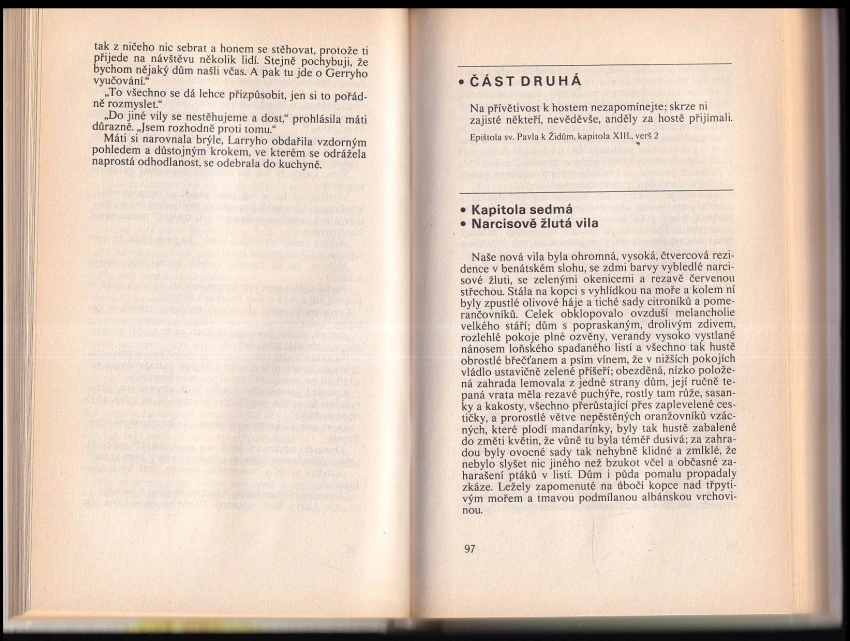 tak z ničeho nic sebrat a honem se stěhovat, protože ti
přijede na návštěvu několik lidí. Stejně pochybuji, že
bychom nějaký dům našli včas. A pak tu jde o Gerryho
vyučování.“
„To všechno se dá lehce přizpůsobit, jen si to pořád-
ně rozmyslet.“
„Do jiné vily se nestěhujeme a dost,“ prohlásila máti
důrazně. „Jsem rozhodně proti tomu.“
Máti si narovnala brýle, Larryho obdařila vzdorným
pohledem a důstojným krokem, ve kterém se odrážela
naprostá odhodlanost, se odebrala do kuchyně.
• ČÁST DRUHÁ
Na přívětivost k hostem nezapomínejte; skrze ni
zajisté někteří, nevěděvše, anděly za hostě přijímali.
Epištola sv. Pavla k Židům, kapitola XIII., verš 2
• Kapitola sedmá
• Narcisově žlutá vila
Naše nová vila byla ohromná, vysoká, čtvercová rezi-
dence v benátském slohu, se zdmi barvy vybledlé narci-
sové žluti, se zelenými okenicemi a rezavě červenou
střechou. Stála na kopci s vyhlídkou na moře a kolem ní
byly zpustlé olivové háje a tiché sady citroníků a pome-
rančovníků. Celek obklopovalo ovzduší melancholie
velkého stáří; dům s popraskaným, drolivým zdivem,
rozlehlé pokoje plné ozvěny, verandy vysoko vystlané
nánosem loňského spadaného listí a všechno tak hustě
obrostlé břečťanem a psím vínem, že v nižších pokojích
vládlo ustavičně zelené příšeří; obezděná, nízko polože-
ná zahrada lemovala z jedné strany dům, její ručně te-
paná vrata měla rezavé puchýře, rostly tam růže, sasan-
ky a kakosty, všechno přerůstající přes zaplevelené ces-
tičky, a prorostlé větve nepěstěných oranžovníků vzác-
ných, které plodí mandarínky, byly tak hustě zabalené
do změti květin, že vůně tu byla téměř dusivá; za zahra-
dou byly ovocné sady tak nehybně klidné a zmlklé, že
nebylo slyšet nic jiného než bzukot včel a občasné za-
harašení ptáků v listí. Dům i půda pomalu propadaly
zkáze. Ležely zapomenuté na úbočí kopce nad třpyti-
vým mořem a tmavou podmílanou albánskou vrchovi-
nou.
97